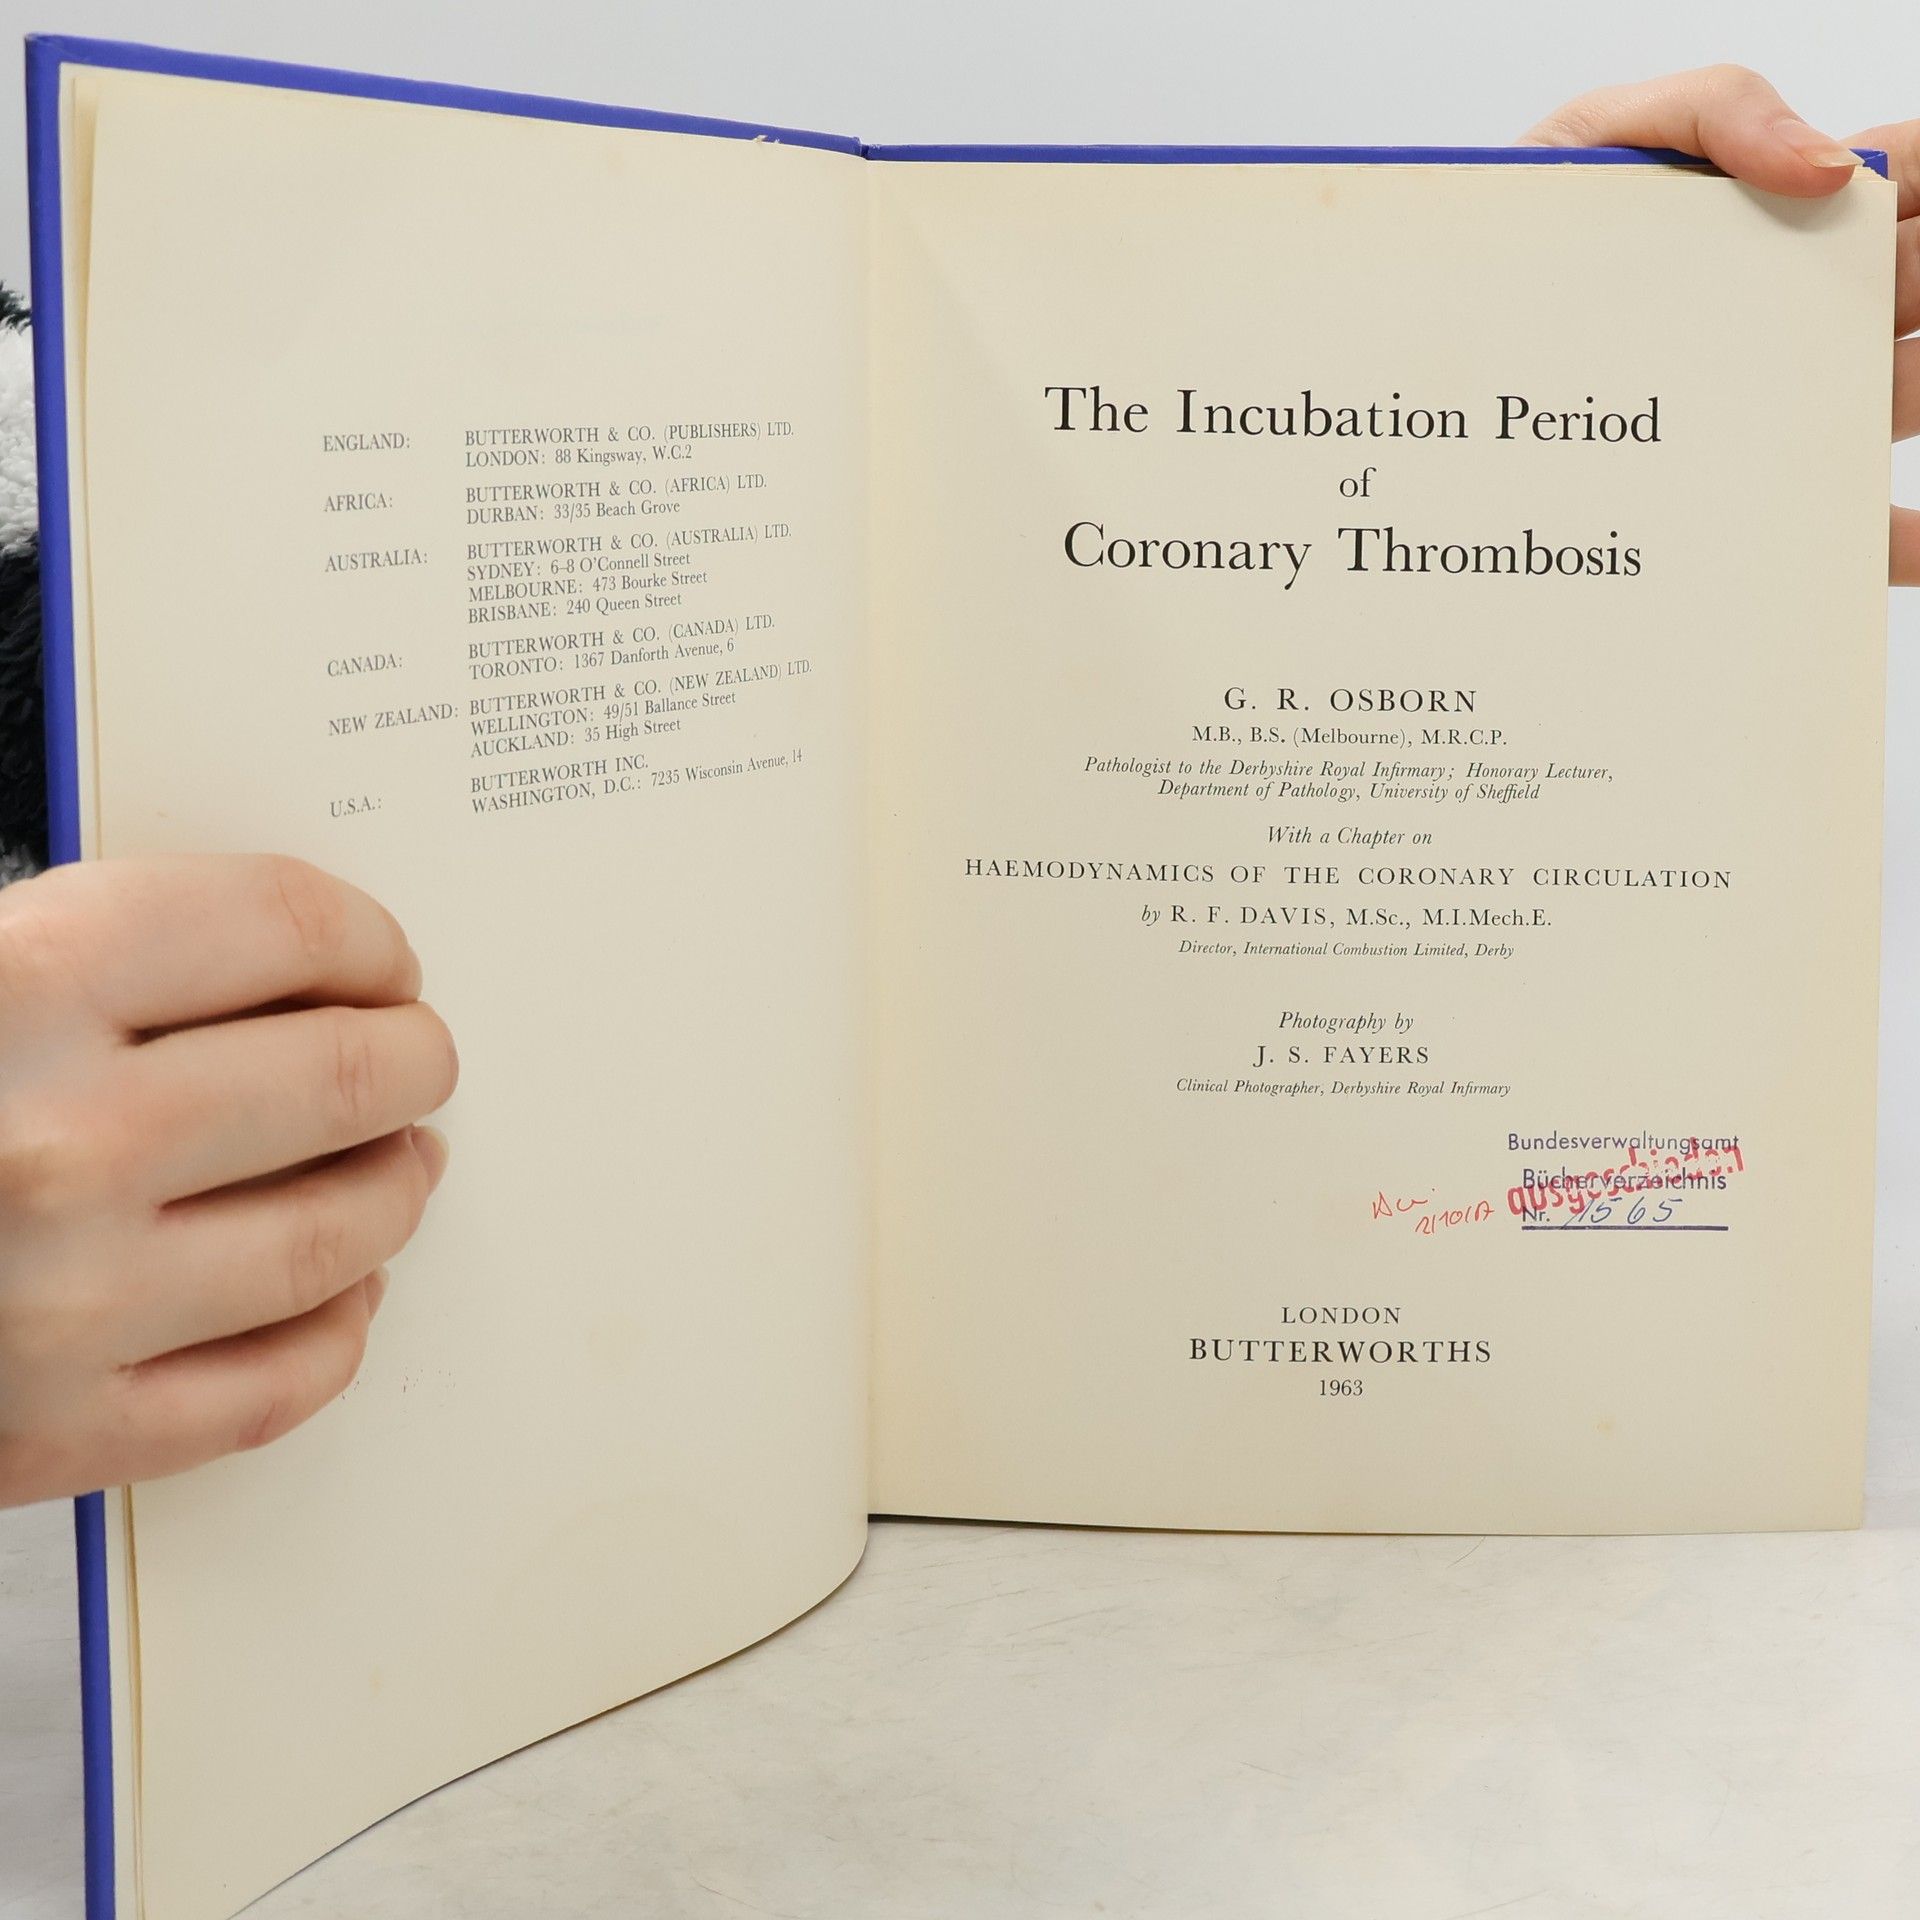 ENGLAND: BUTTERWORTH & CO. (PUBLISHERS) LTD.
LONDON: 88 Kingsway, W.C.2
AFRICA: BUTTERWORTH & CO. (AFRICA) LTD.
DURBAN: 33/35 Beach Grove
AUSTRALIA: BUTTERWORTH & CO. (AUSTRALIA) LTD.
SYDNEY: 6–8 O'Connell Street
MELBOURNE: 473 Bourke Street
BRISBANE: 240 Queen Street
CANADA: BUTTERWORTH & CO. (CANADA) LTD.
TORONTO: 1367 Danforth Avenue, 6
NEW ZEALAND: BUTTERWORTH & CO. (NEW ZEALAND) LTD.
WELLINGTON: 49/51 Ballance Street
AUCKLAND: 35 High Street
U.S.A.: BUTTERWORTH INC.
WASHINGTON, D.C.: 7235 Wisconsin Avenue, 14
The Incubation Period
of
Coronary Thrombosis
G. R. OSBORN
M.B., B.S. (Melbourne), M.R.C.P.
Pathologist to the Derbyshire Royal Infirmary; Honorary Lecturer,
Department of Pathology, University of Sheffield
With a Chapter on
HAEMODYNAMICS OF THE CORONARY CIRCULATION
by R. F. DAVIS, M.Sc., M.I.Mech.E.
Director, International Combustion Limited, Derby
Photography by
J. S. FAYERS
Clinical Photographer, Derbyshire Royal Infirmary
Bundesverwaltungsamt
Bücherverzeichnis
Nr. 1565
ausgeschieden
LONDON
BUTTERWORTHS
1963